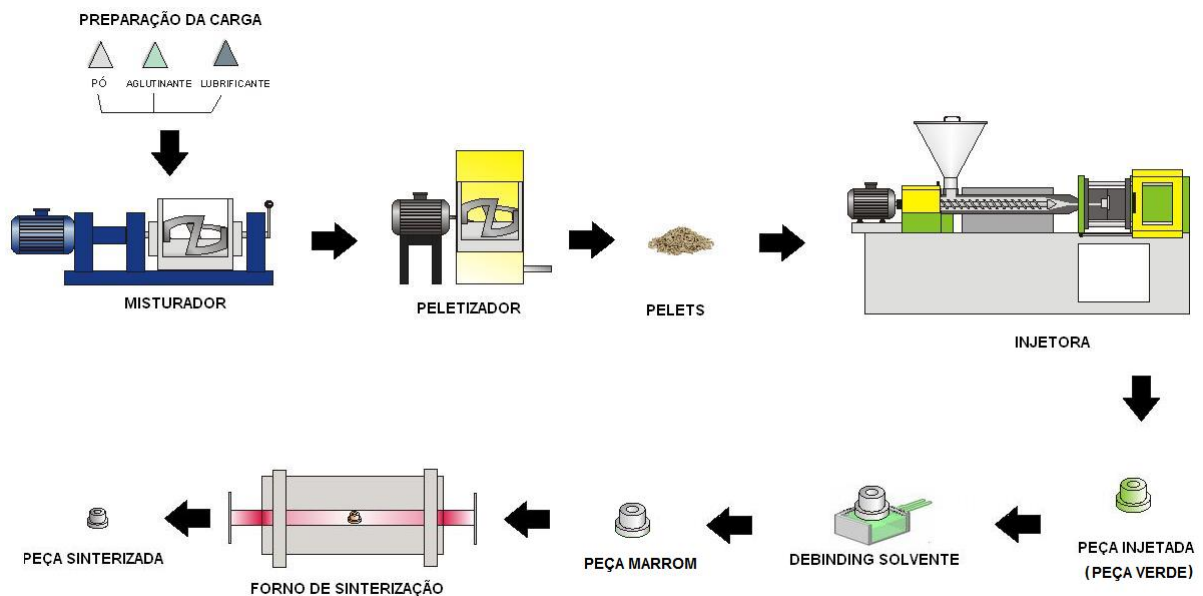 PREPARAÇÃO DA CARGA
PÓ AGLUTINANTE LUBRIFICANTE
MISTURADOR
PELETIZADOR
PELETS
INJETORA
PEÇA SINTERIZADA
FORNO DE SINTERIZAÇÃO
PEÇA MARROM
DEBINDING SOLVENTE
PEÇA INJETADA
(PEÇA VERDE)